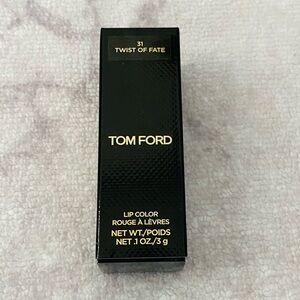 31
TWIST OF FATE
TOM FORD
LIP COLOR
ROUGE À LÈVRES
NET WT./POIDS
NET .1 OZ./3 g